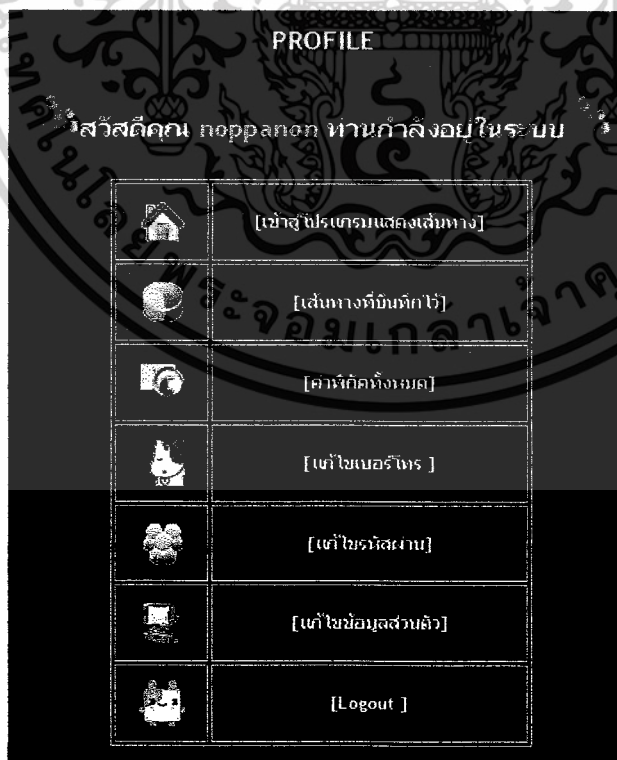 PROFILE
สวัสดีคุณ noppanon ท่านกำลังอยู่ในระบบ
[เข้าสู่โปรแกรมแสดงเส้นทาง]
[เส้นทางที่บันทึกไว้]
[ค่าพิกัดทั้งหมด]
[แก้ไขเบอร์โทร ]
[แก้ไขรหัสผ่าน]
[แก้ไขข้อมูลส่วนตัว]
[Logout ]